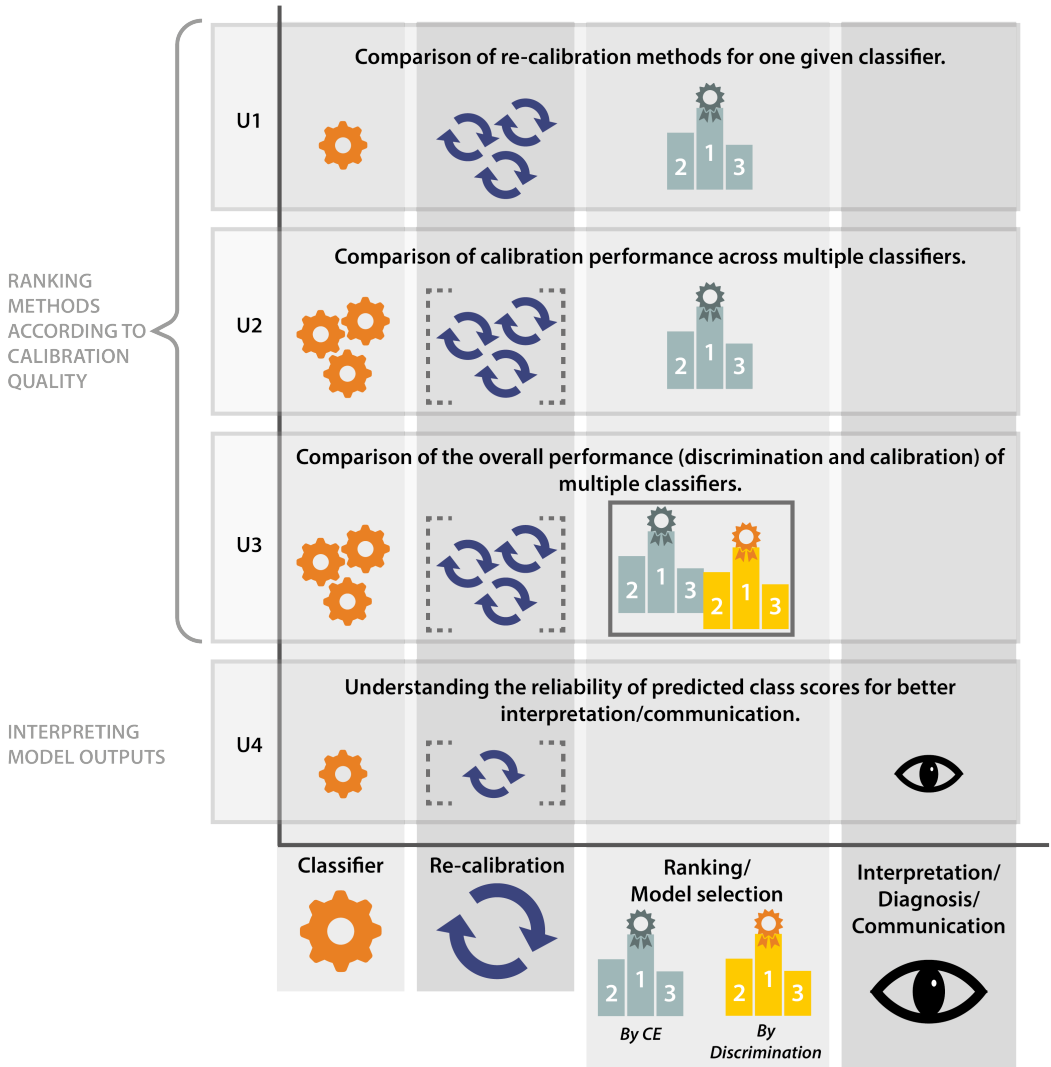 Comparison of re-calibration methods for one given classifier.
U1
2 1 3
Comparison of calibration performance across multiple classifiers.
RANKING
METHODS
ACCORDING TO
CALIBRATION
QUALITY
U2
2 1 3
Comparison of the overall performance (discrimination and calibration) of
multiple classifiers.
U3
2 1 3
2 1 3
Understanding the reliability of predicted class scores for better
interpretation/communication.
INTERPRETING
MODEL OUTPUTS
U4
Classifier
Re-calibration
Ranking/
Model selection
2 1 3
By CE
2 1 3
By
Discrimination
Interpretation/
Diagnosis/
Communication